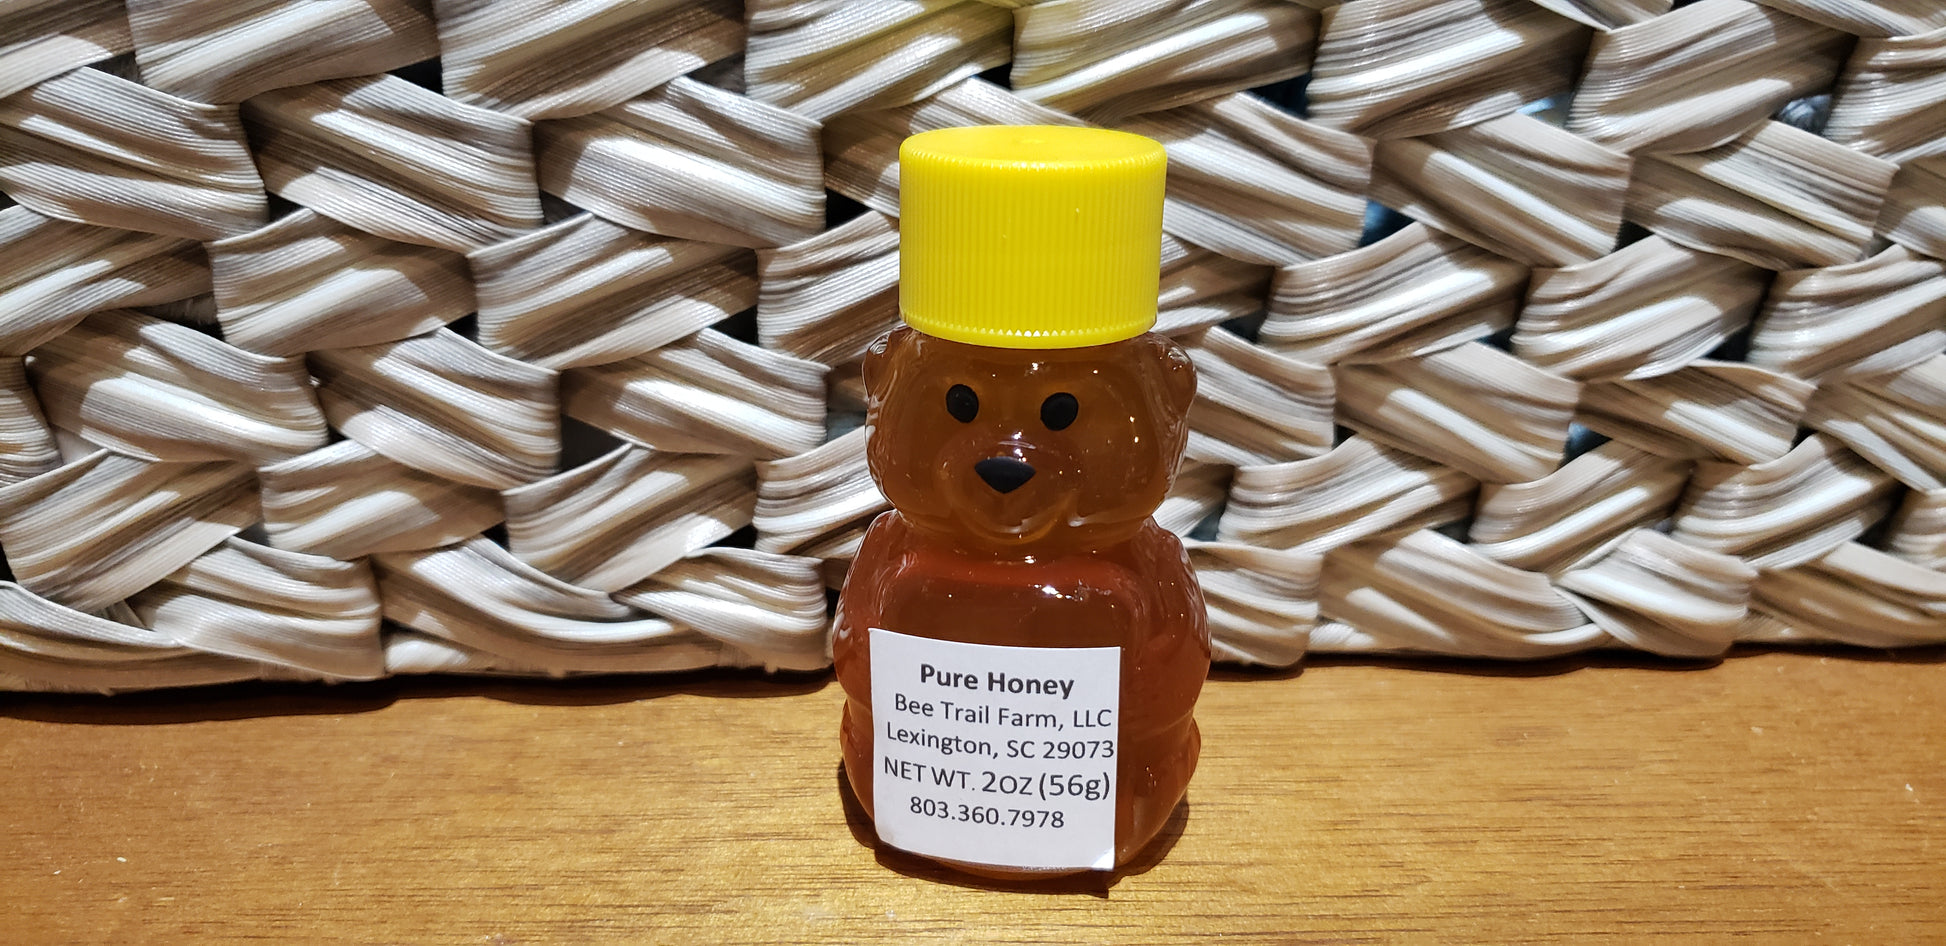 Pure Honey
Bee Trail Farm, LLC
Lexington, SC 29073
NET WT. 2OZ (56g)
803.360.7978